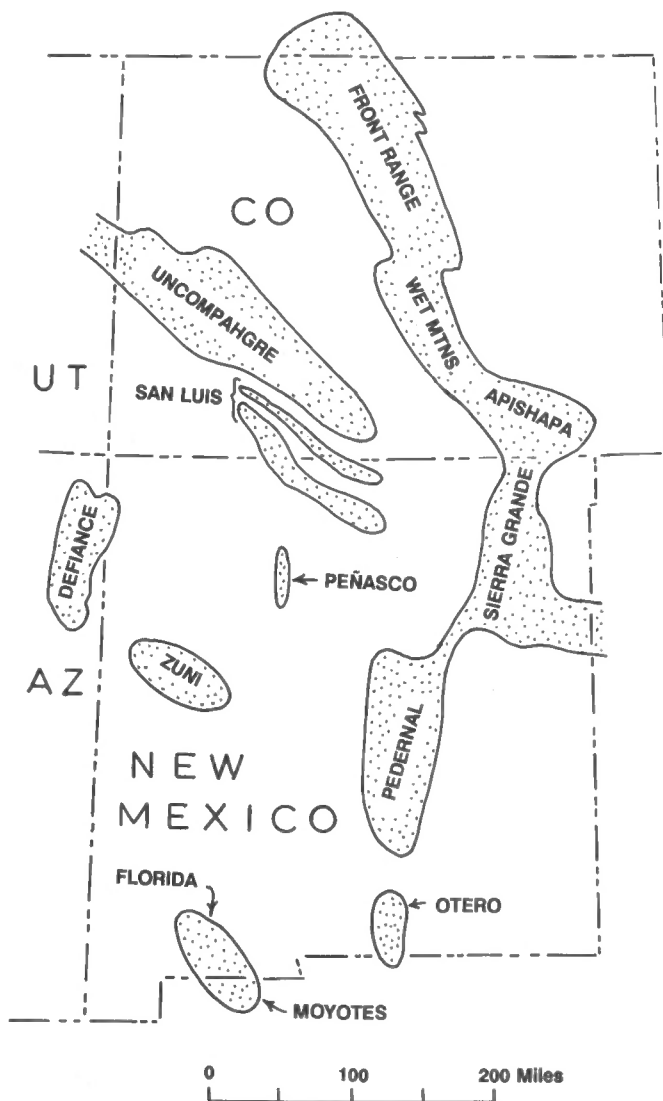 FRONT RANGE
CO
UNCOMPAHGRE
WET MTNS.
UT
SAN LUIS
APISHAPA
DEFIANCE
SIERRA GRANDE
PEÑASCO
ZUNI
AZ
PEDERNAL
NEW
MEXICO
FLORIDA
OTERO
MOYOTES
0 100 200 Miles